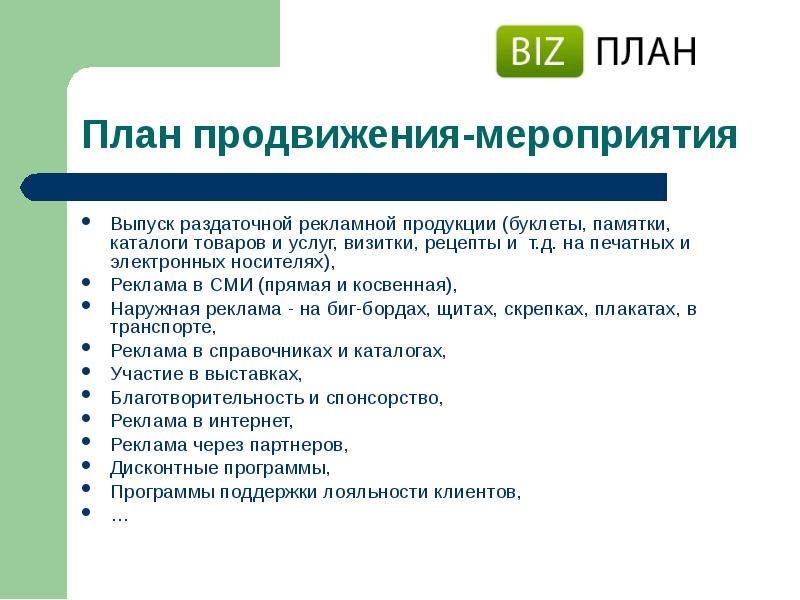 BIZ ПЛАН
План продвижения-мероприятия
• Выпуск раздаточной рекламной продукции (буклеты, памятки,
каталоги товаров и услуг, визитки, рецепты и т.д. на печатных и
электронных носителях),
• Реклама в СМИ (прямая и косвенная),
• Наружная реклама - на биг-бордах, щитах, скрепках, плакатах, в
транспорте,
• Реклама в справочниках и каталогах,
• Участие в выставках,
• Благотворительность и спонсорство,
• Реклама в интернет,
• Реклама через партнеров,
• Дисконтные программы,
• Программы поддержки лояльности клиентов,
• …